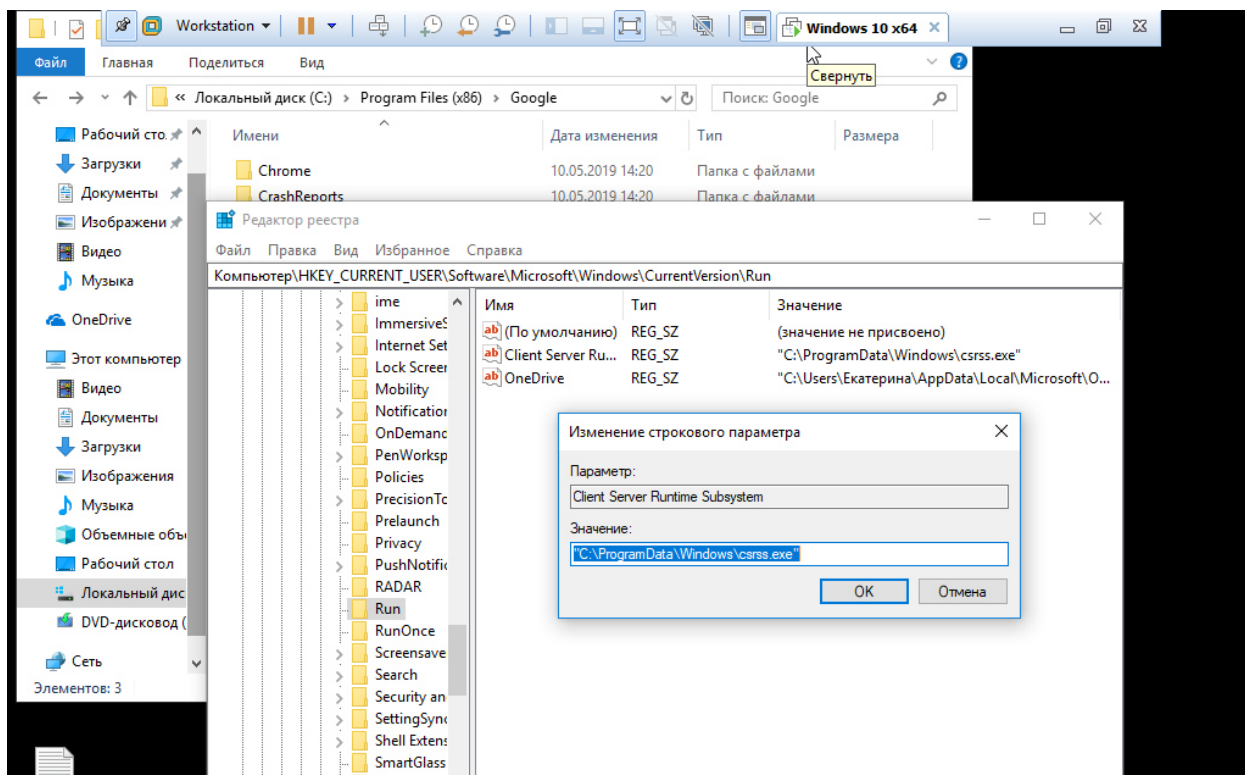 Workstation
Windows 10 x64
Свернуть
Файл Главная Поделиться Вид
« Локальный диск (C:) > Program Files (x86) > Google
Поиск: Google
Рабочий сто.
Загрузки
Документы
Изображени
Видео
Музыка
OneDrive
Этот компьютер
Видео
Документы
Загрузки
Изображения
Музыка
Объемные объ
Рабочий стол
Локальный дис
DVD-дисковод (
Сеть
Элементов: 3
Имени Дата изменения Тип Размера
Chrome 10.05.2019 14:20 Папка с файлами
CrashReports 10.05.2019 14:20 Папка с файлами
Редактор реестра
Файл Правка Вид Избранное Справка
Компьютер\HKEY_CURRENT_USER\Software\Microsoft\Windows\CurrentVersion\Run
ime
ImmersiveS
Internet Set
Lock Screer
Mobility
Notification
OnDemanc
PenWorksp
Policies
PrecisionTc
Prelaunch
Privacy
PushNotific
RADAR
Run
RunOnce
Screensave
Search
Security an
SettingSync
Shell Extens
SmartGlass
Имя Тип Значение
(По умолчанию) REG_SZ (значение не присвоено)
Client Server Ru... REG_SZ "C:\ProgramData\Windows\csrss.exe"
OneDrive REG_SZ "C:\Users\Екатерина\AppData\Local\Microsoft\O...
Изменение строкового параметра
Параметр:
Client Server Runtime Subsystem
Значение:
"C:\ProgramData\Windows\csrss.exe"
OK Отмена